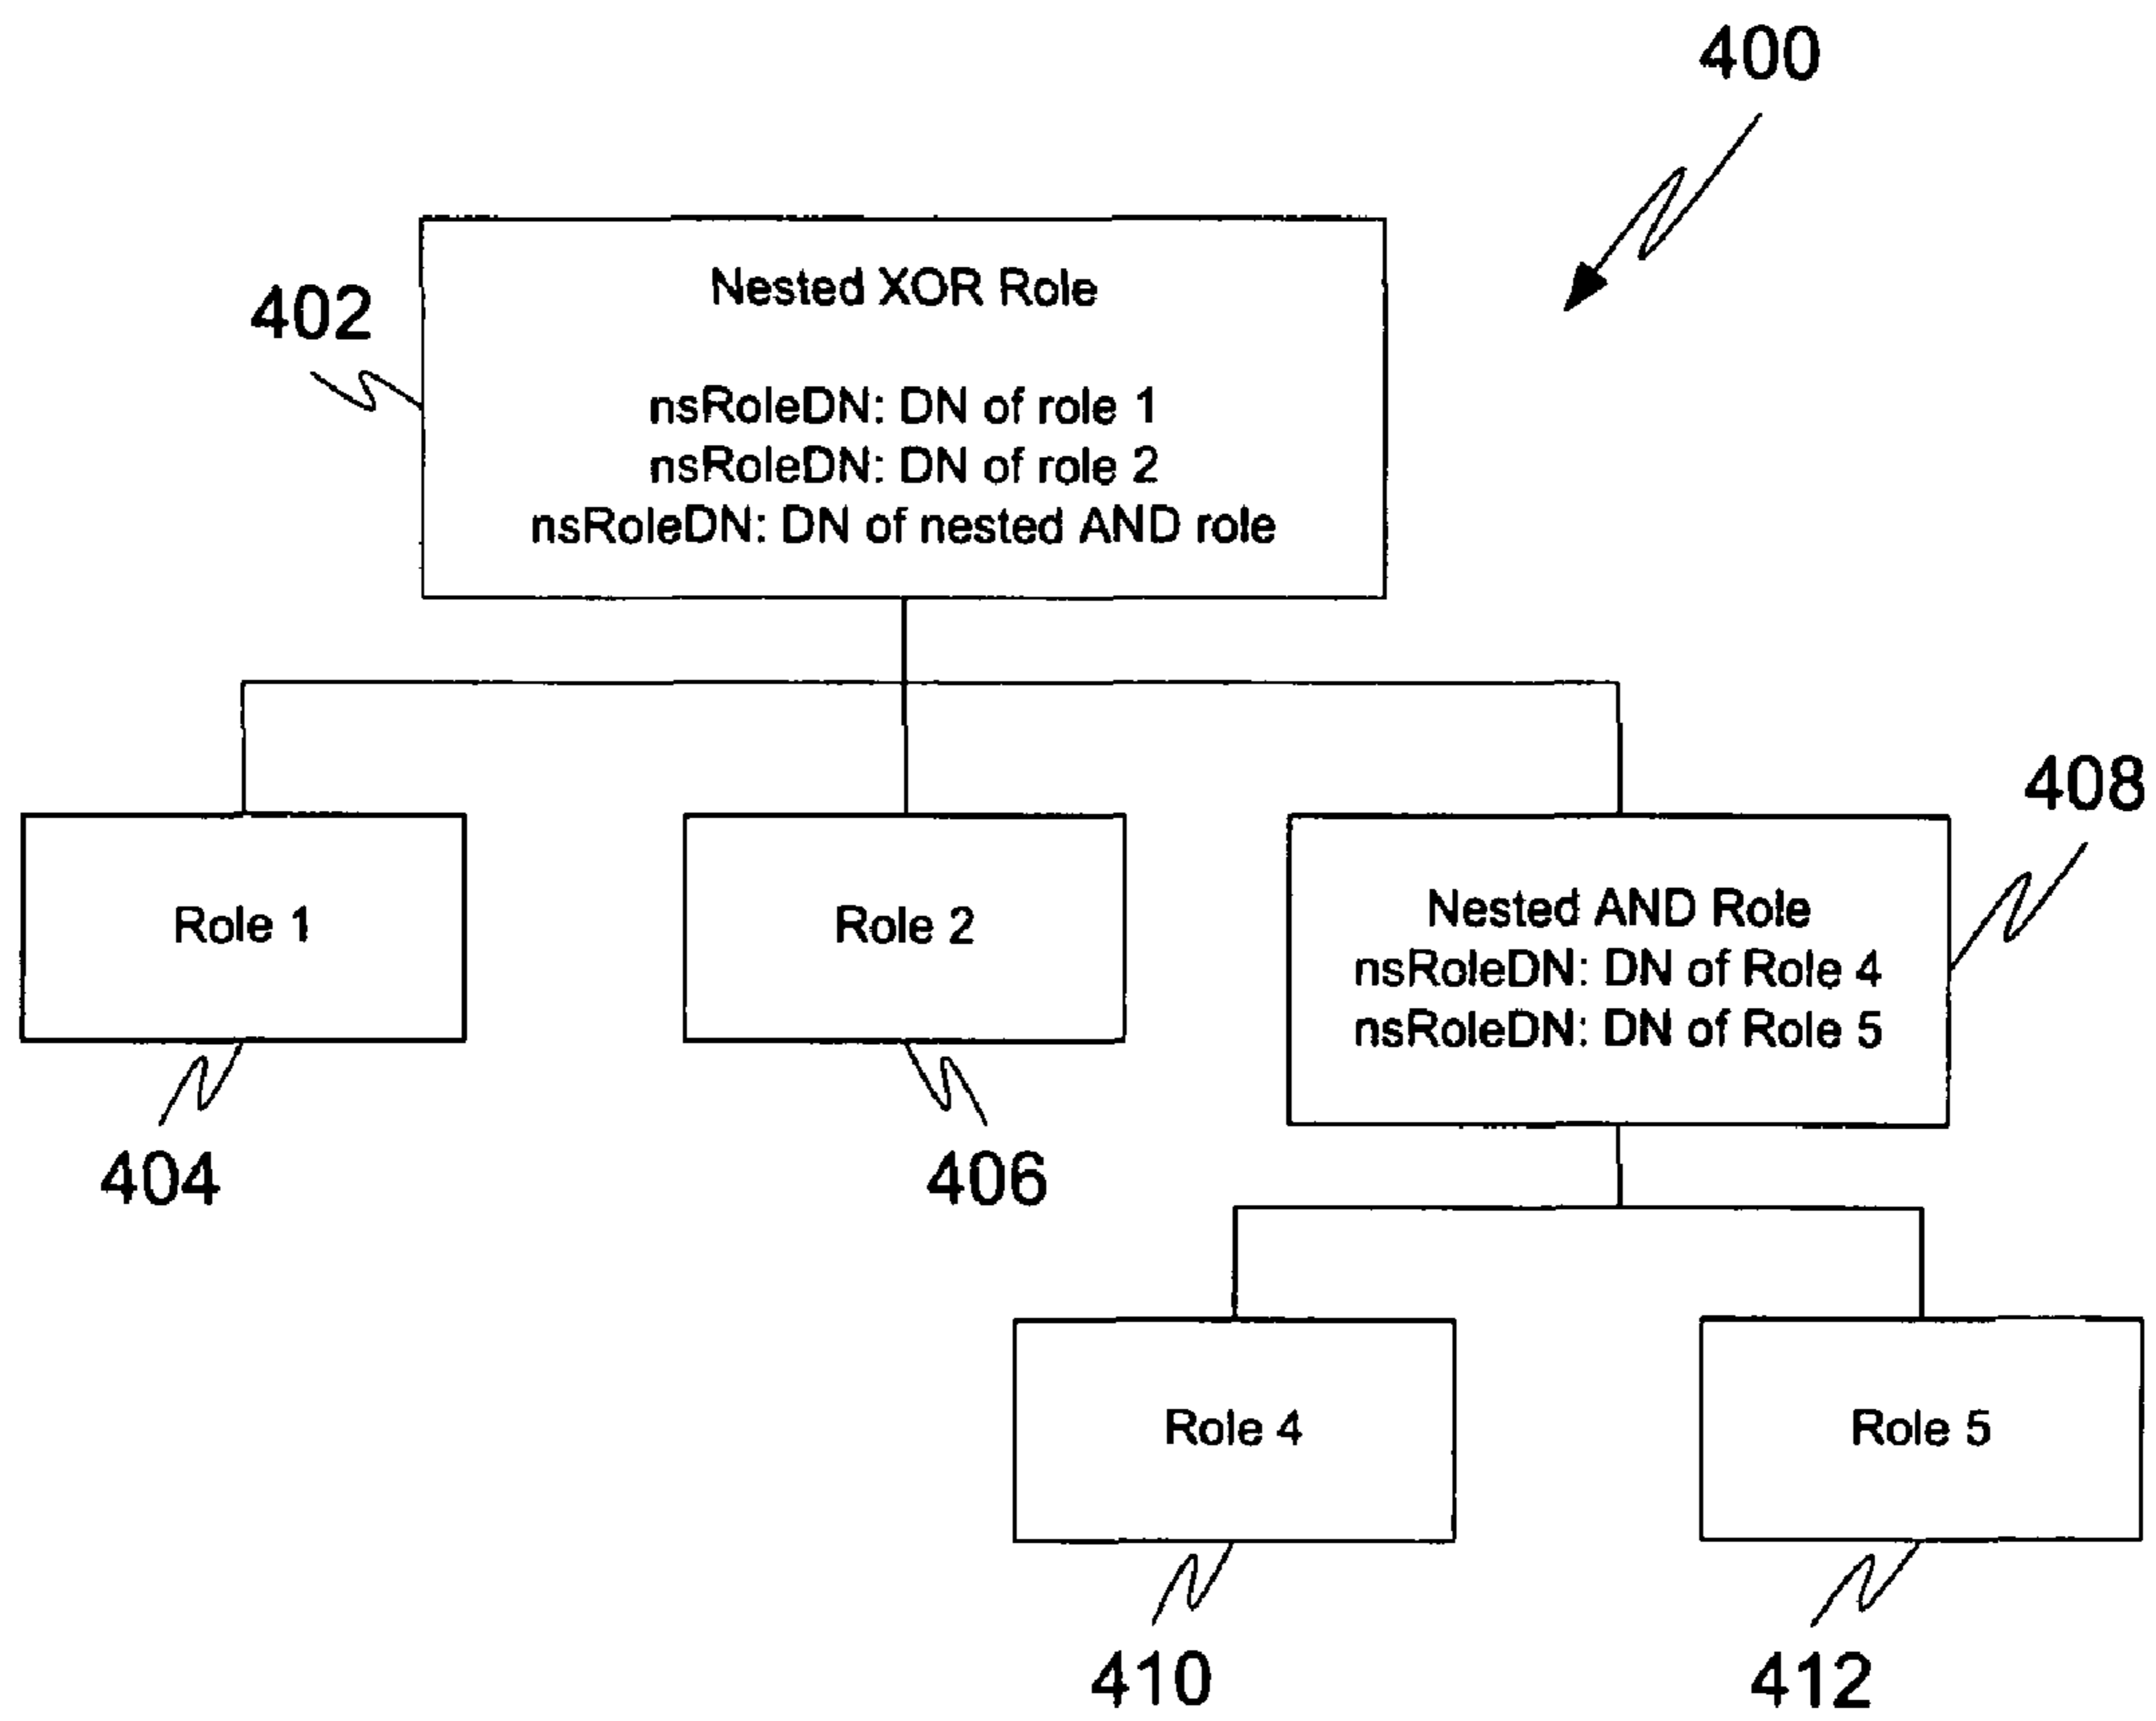 400
402
Nested XOR Role
nsRoleDN: DN of role 1
nsRoleDN: DN of role 2
nsRoleDN: DN of nested AND role
408
Role 1
Role 2
Nested AND Role
nsRoleDN: DN of Role 4
nsRoleDN: DN of Role 5
404
406
Role 4
Role 5
410
412